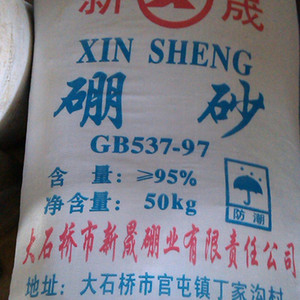 新 晟
XIN SHENG
硼 砂
GB537-97
含 量：≥95%
净含量：50kg
防潮
大石桥市新晟硼业有限责任公司
地址：大石桥市官屯镇丁家沟村